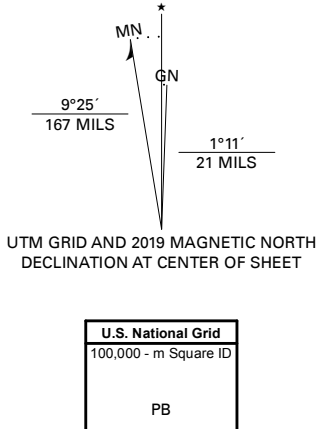 ★
MN
GN
9°25´
167 MILS
1°11´
21 MILS
UTM GRID AND 2019 MAGNETIC NORTH
DECLINATION AT CENTER OF SHEET
U.S. National Grid
100,000 - m Square ID
PB